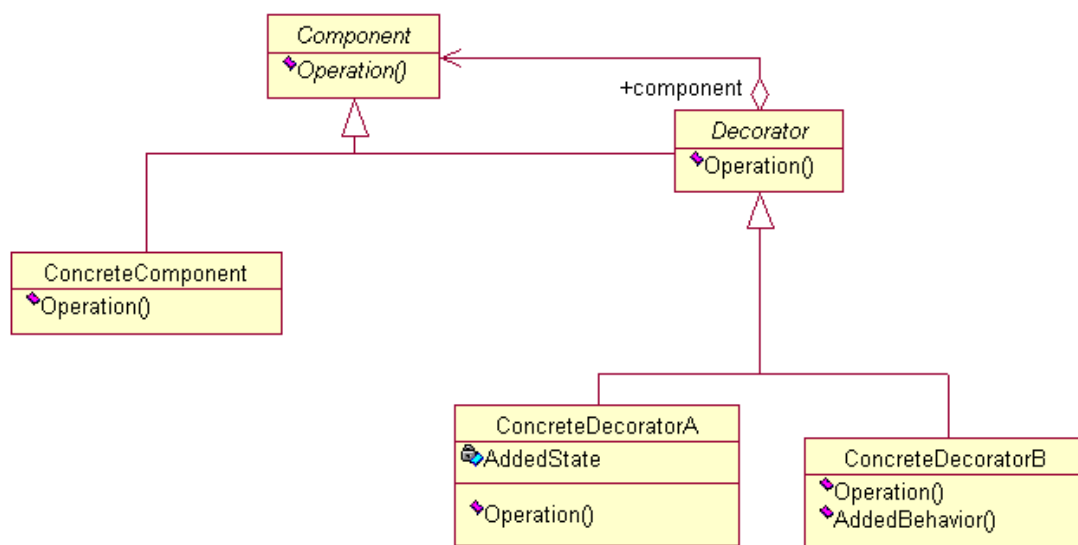 Component
Operation()
+component
Decorator
Operation()
ConcreteComponent
Operation()
ConcreteDecoratorA
AddedState
Operation()
ConcreteDecoratorB
Operation()
AddedBehavior()